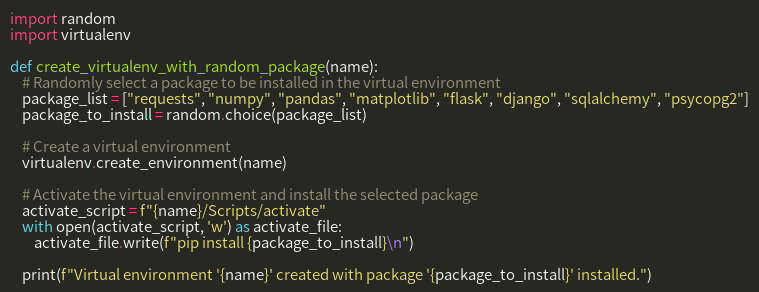 import random
import virtualenv

def create_virtualenv_with_random_package(name):
    # Randomly select a package to be installed in the virtual environment
    package_list = ["requests", "numpy", "pandas", "matplotlib", "flask", "django", "sqlalchemy", "psycopg2"]
    package_to_install = random.choice(package_list)

    # Create a virtual environment
    virtualenv.create_environment(name)

    # Activate the virtual environment and install the selected package
    activate_script = f"{name}/Scripts/activate"
    with open(activate_script, 'w') as activate_file:
        activate_file.write(f"pip install {package_to_install}\n")

    print(f"Virtual environment '{name}' created with package '{package_to_install}' installed.")